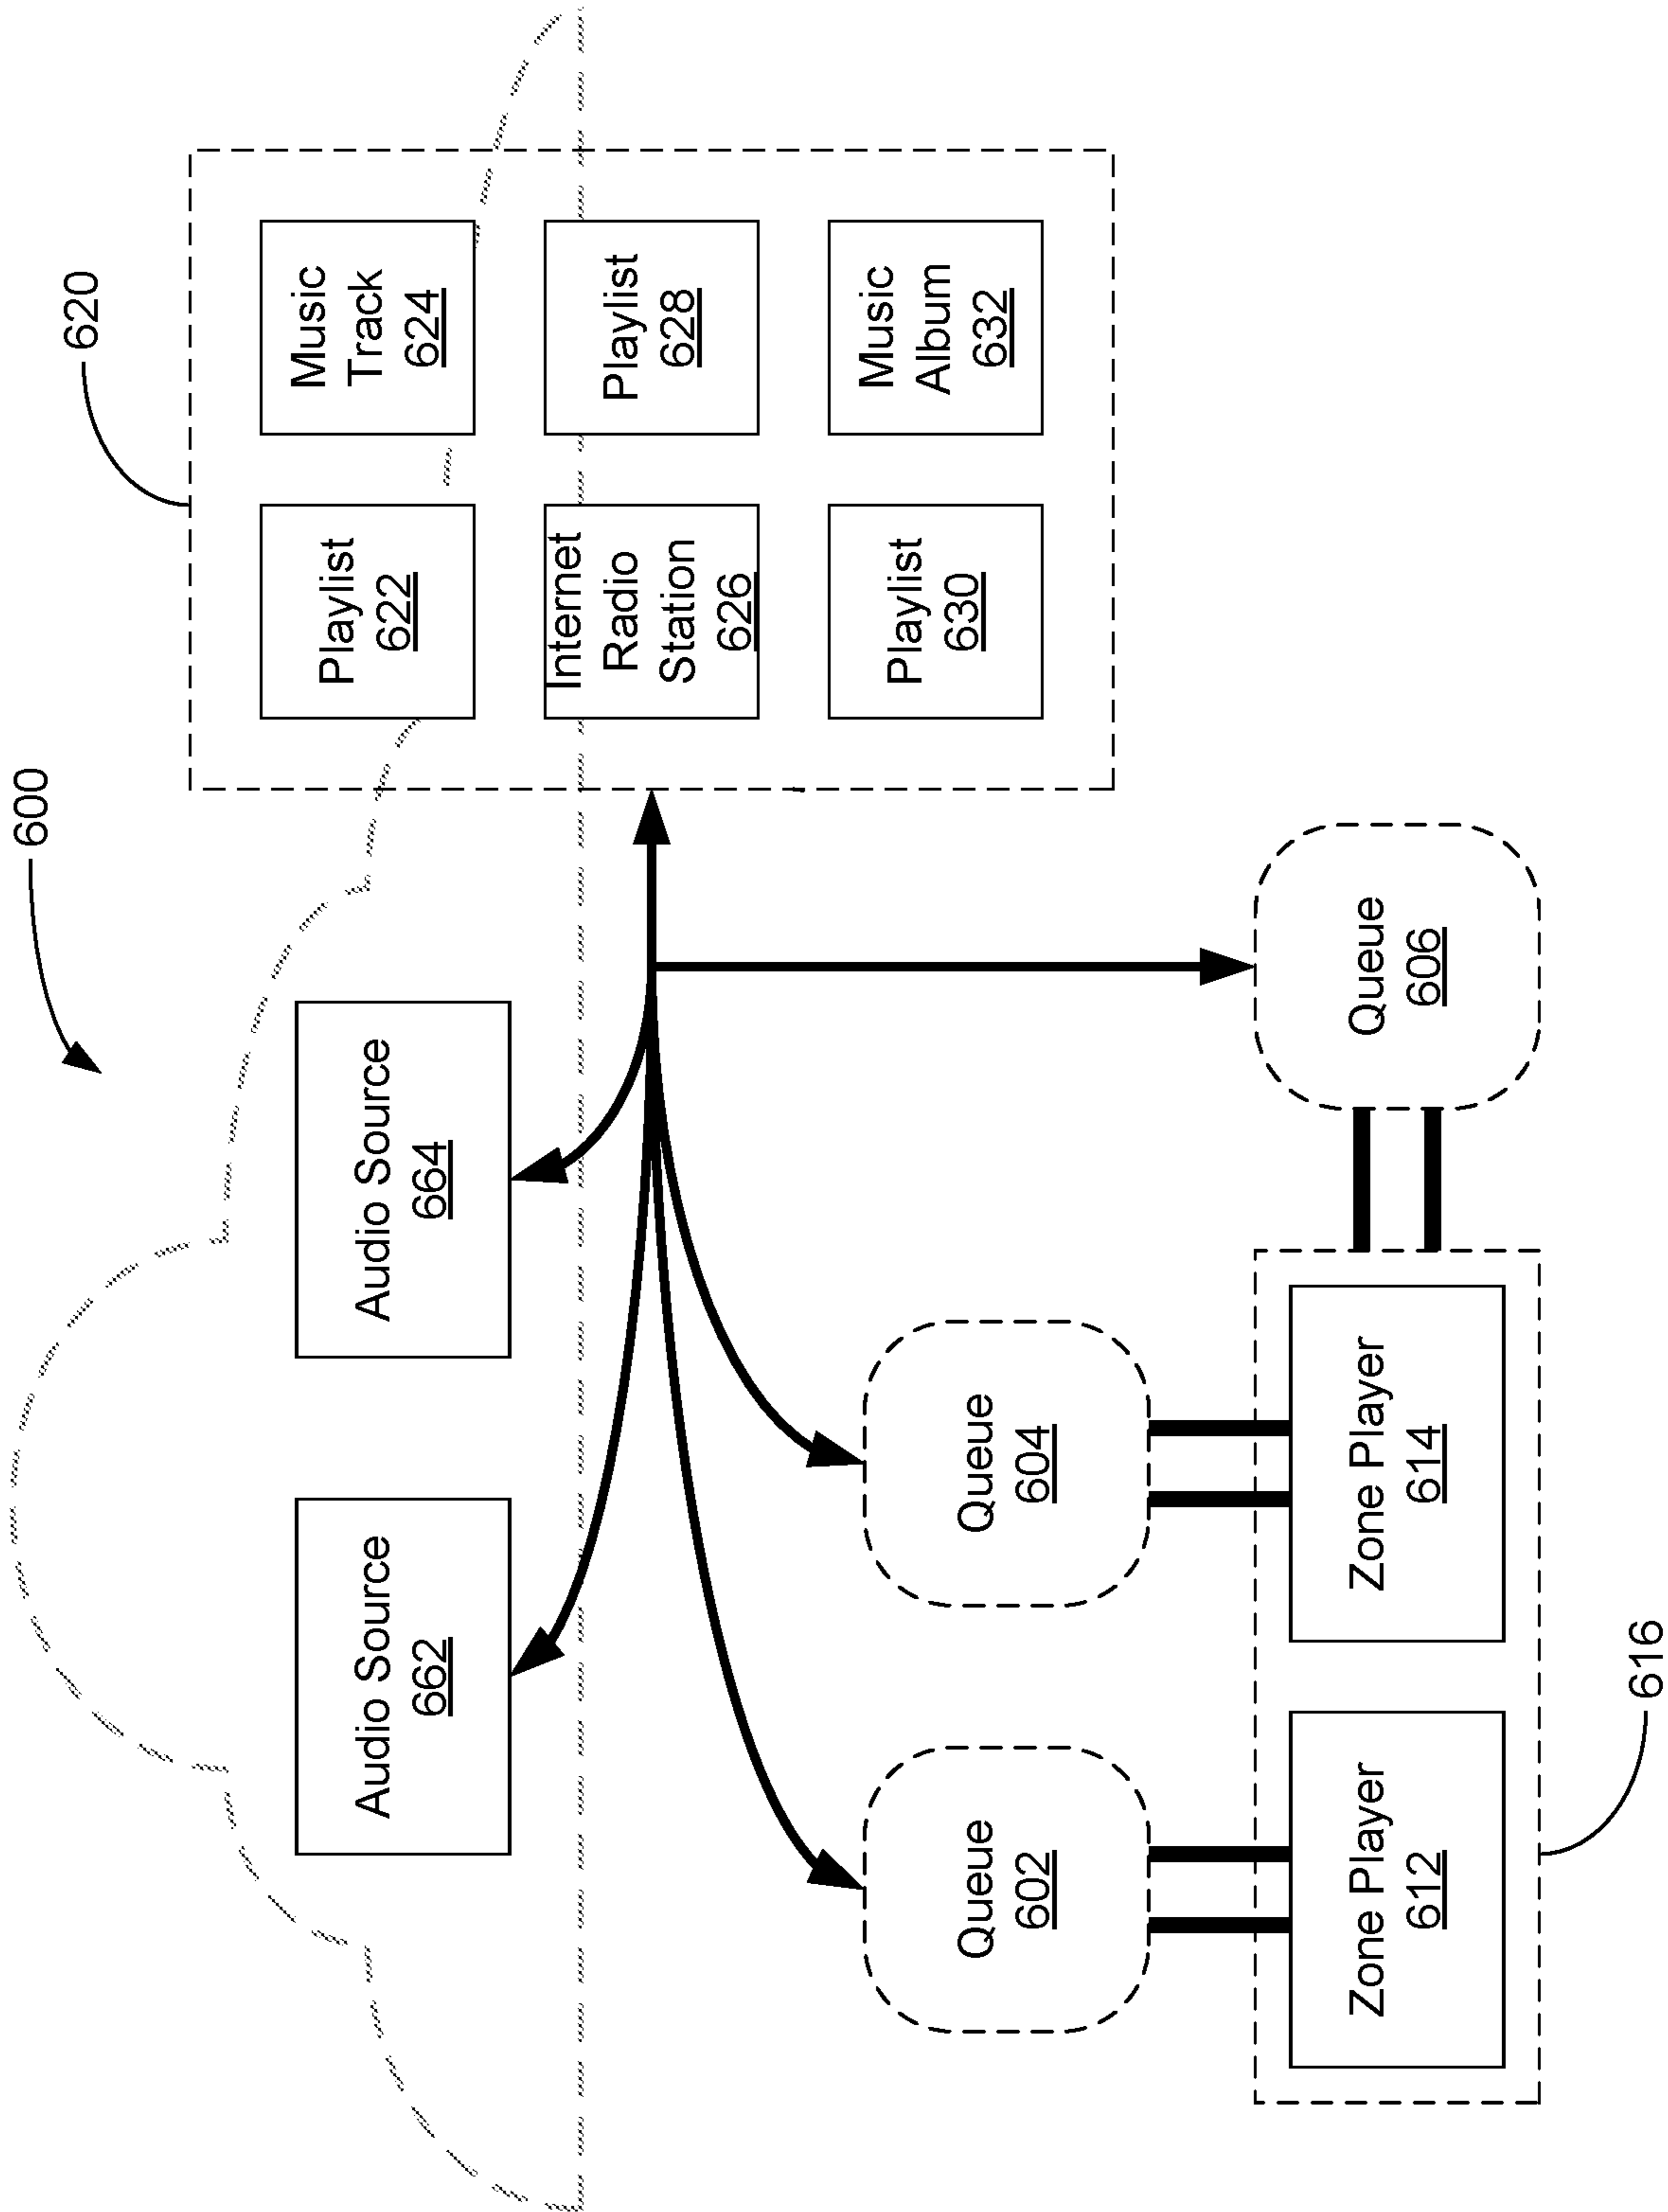 600
620
Audio Source
662
Audio Source
664
Playlist
622
Music
Track
624
Internet
Radio
Station
626
Playlist
628
Playlist
630
Music
Album
632
Queue
602
Queue
604
Zone Player
612
Zone Player
614
Queue
606
616